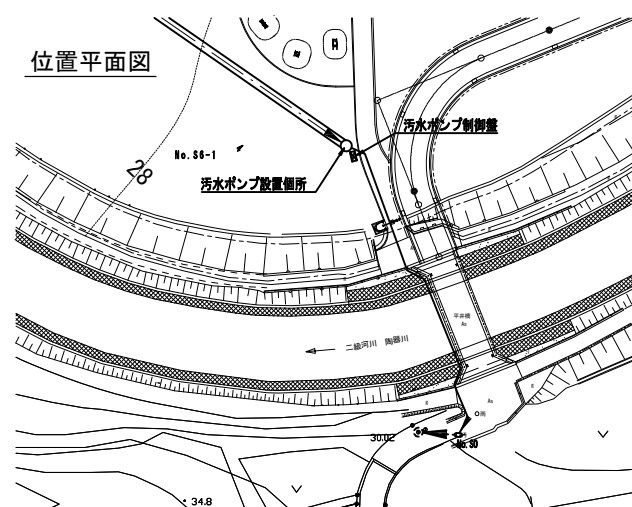 位置平面図
汚水ポンプ制御盤
No.S6-1
28
汚水ポンプ設置個所
平井橋
As
二級河川 陶器川
As
30.02
No.S0
34.8